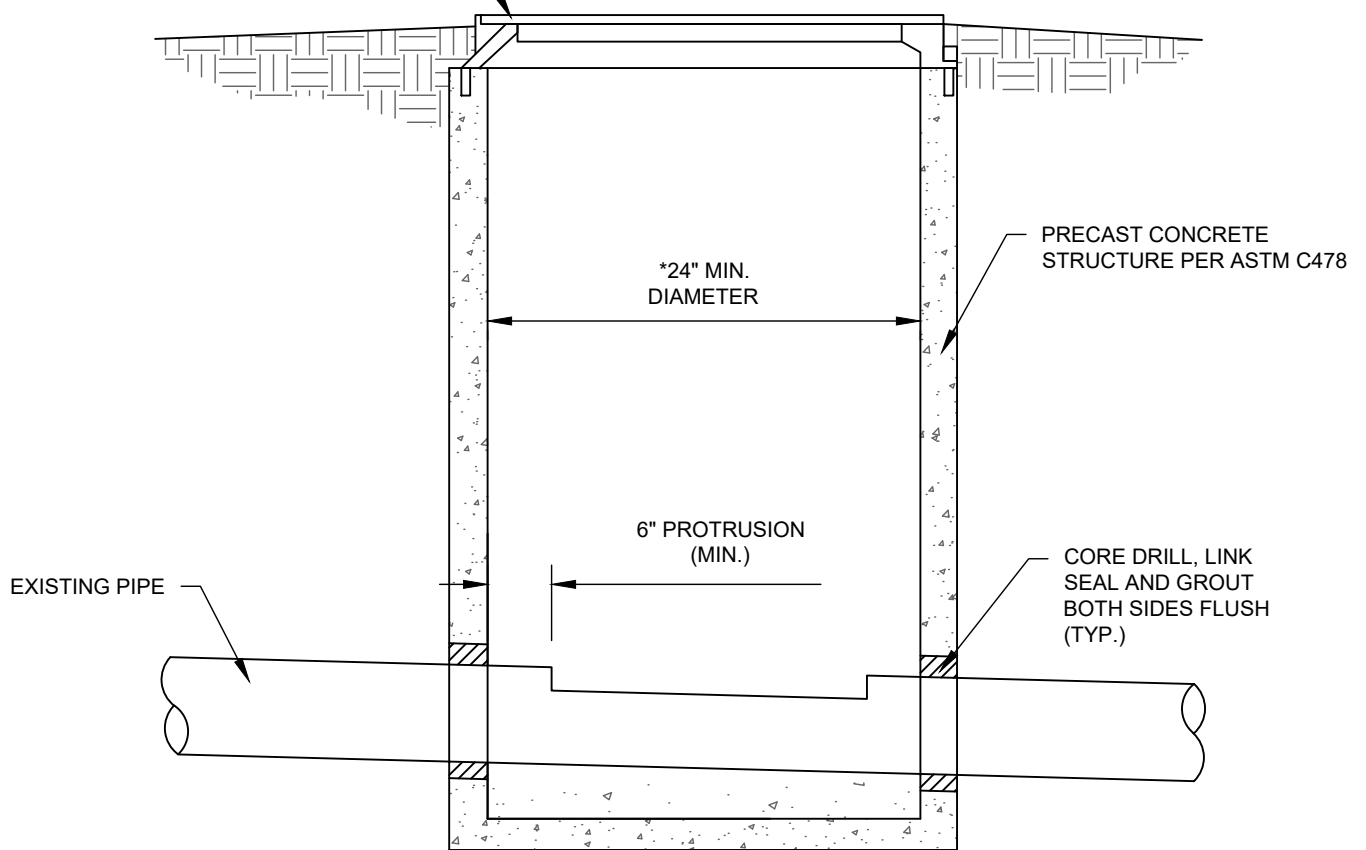 *24" MIN.
DIAMETER
PRECAST CONCRETE
STRUCTURE PER ASTM C478
6" PROTRUSION
(MIN.)
EXISTING PIPE
CORE DRILL, LINK
SEAL AND GROUT
BOTH SIDES FLUSH
(TYP.)